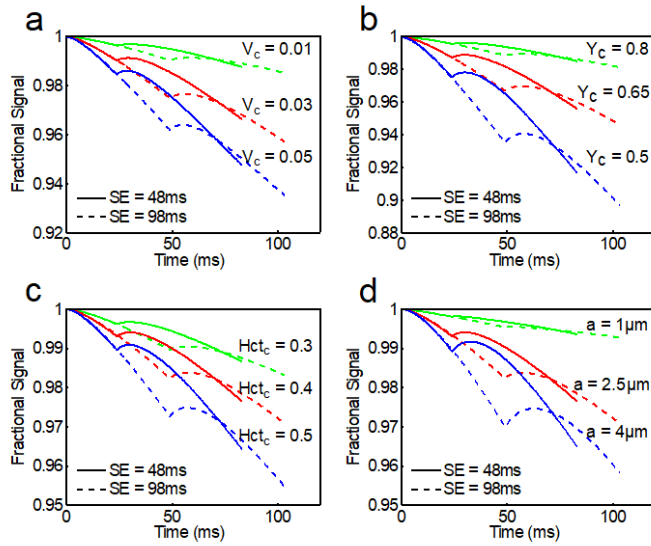 a
1
0.98
0.96
0.94
0.92
Fractional Signal
V_c = 0.01
V_c = 0.03
V_c = 0.05
SE = 48ms
SE = 98ms
0 50 100
Time (ms)
b
1
0.98
0.96
0.94
0.92
0.9
0.88
Fractional Signal
Y_c = 0.8
Y_c = 0.65
Y_c = 0.5
SE = 48ms
SE = 98ms
0 50 100
Time (ms)
c
1
0.99
0.98
0.97
0.96
0.95
Fractional Signal
Hct_c = 0.3
Hct_c = 0.4
Hct_c = 0.5
SE = 48ms
SE = 98ms
0 50 100
Time (ms)
d
1
0.99
0.98
0.97
0.96
0.95
Fractional Signal
a = 1μm
a = 2.5μm
a = 4μm
SE = 48ms
SE = 98ms
0 50 100
Time (ms)